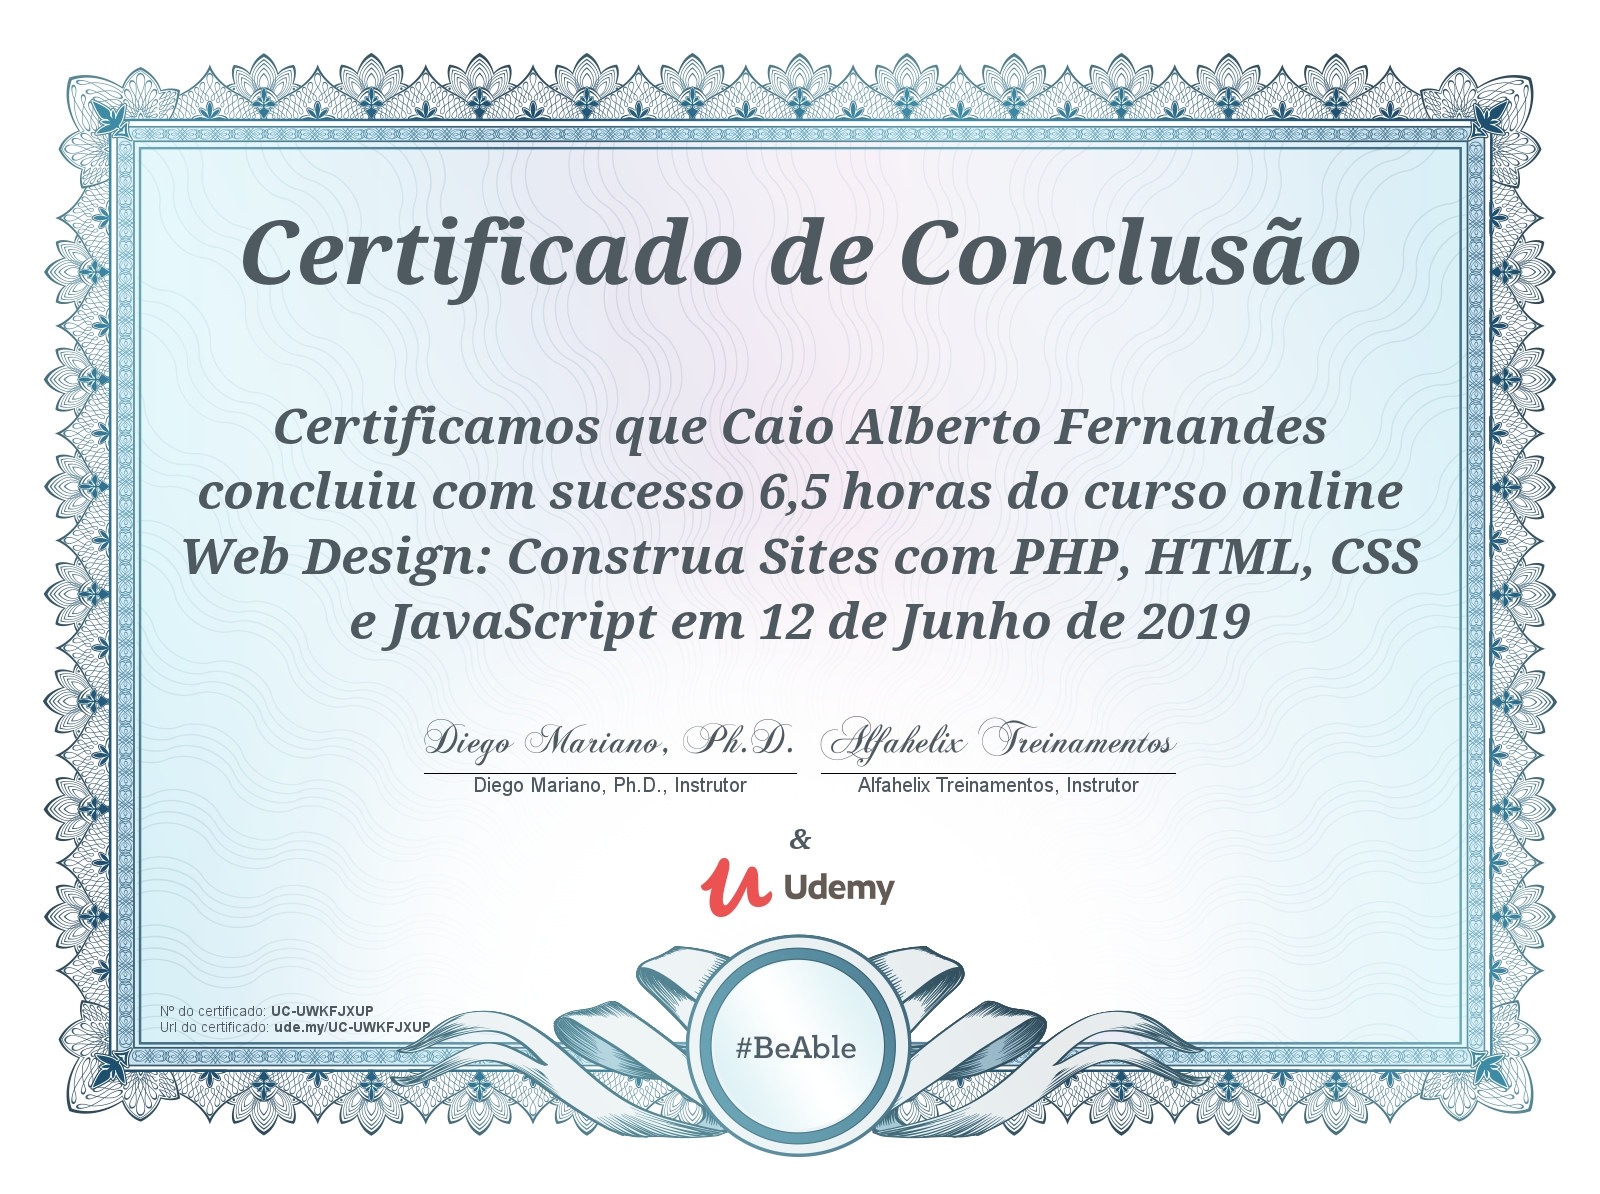 Certificado de Conclusão
Certificamos que Caio Alberto Fernandes
concluiu com sucesso 6,5 horas do curso online
Web Design: Construa Sites com PHP, HTML, CSS
e JavaScript em 12 de Junho de 2019
Diego Mariano, Ph.D. Alfahelix Treinamentos
Diego Mariano, Ph.D., Instrutor Alfahelix Treinamentos, Instrutor
&
Udemy
Nº do certificado: UC-UWKFJXUP
Url do certificado: ude.my/UC-UWKFJXUP
#BeAble